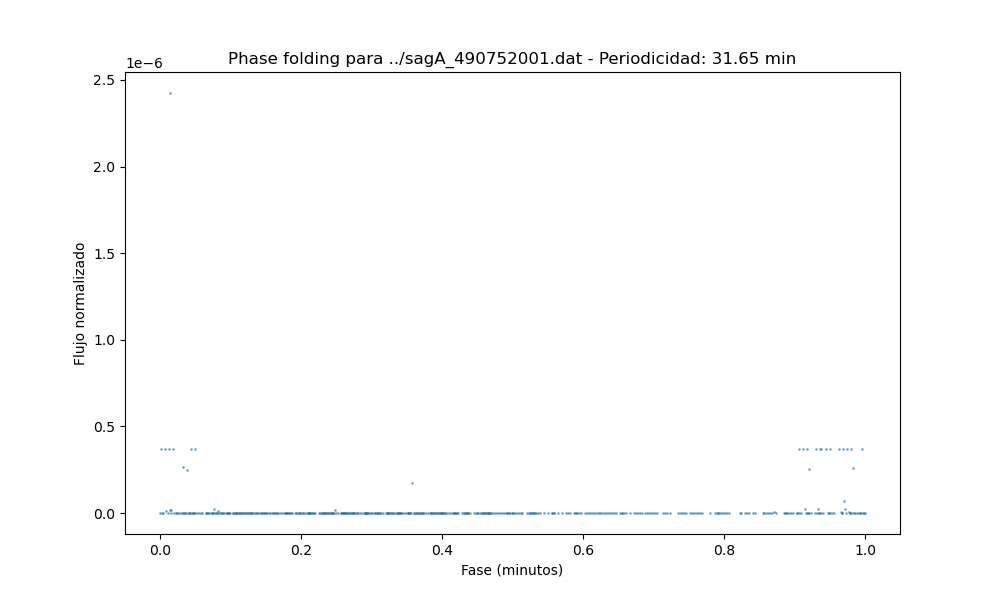 Phase folding para ../sagA_490752001.dat - Periodicidad: 31.65 min
1e−6
2.5
2.0
1.5
1.0
0.5
0.0
Flujo normalizado
0.0 0.2 0.4 0.6 0.8 1.0
Fase (minutos)